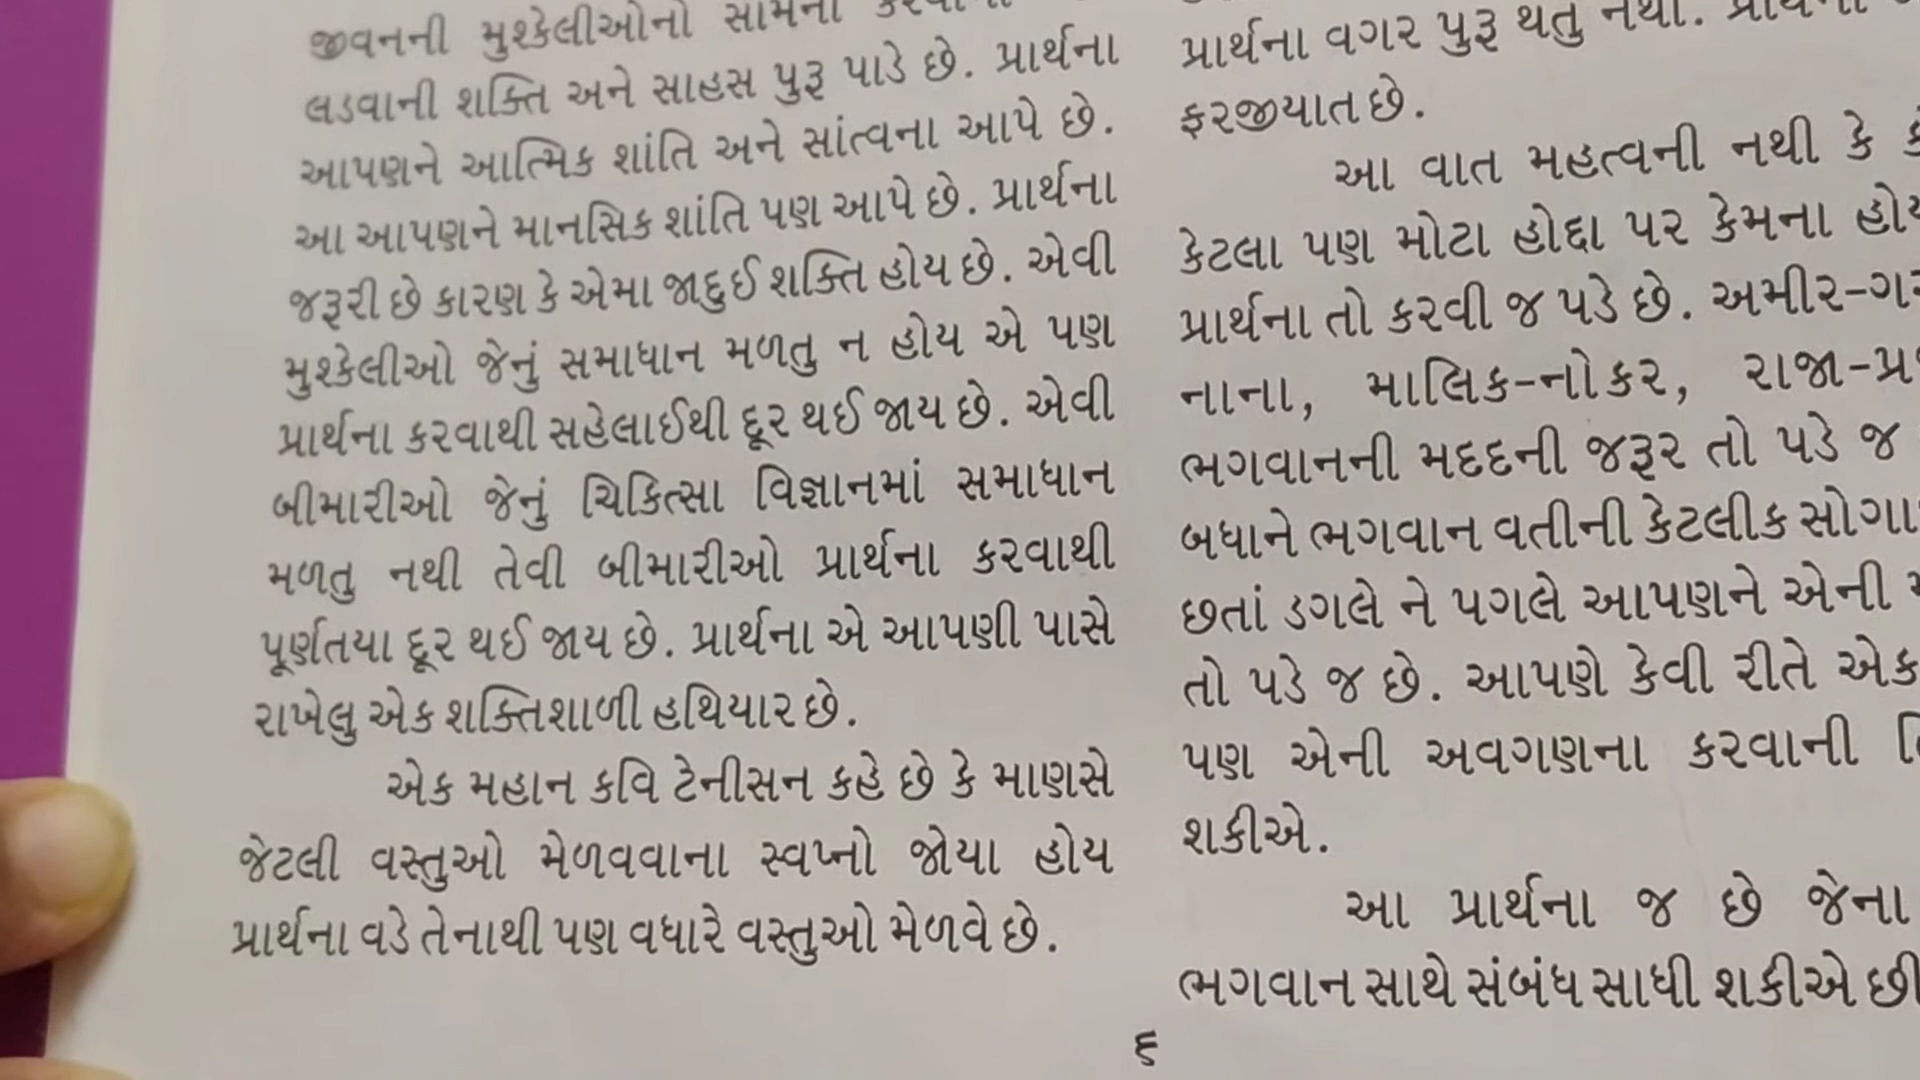 જીવનની મુશ્કેલીઓનો સામનો
લડવાની શક્તિ અને સાહસ પુરૂ પાડે છે. પ્રાર્થના
આપણને આત્મિક શાંતિ અને સાંત્વના આપે છે.
આ આપણને માનસિક શાંતિ પણ આપે છે. પ્રાર્થના
જરૂરી છે કારણ કે એમા જાદુઈ શક્તિ હોય છે. એવી
મુશ્કેલીઓ જેનું સમાધાન મળતુ ન હોય એ પણ
પ્રાર્થના કરવાથી સહેલાઈથી દૂર થઈ જાય છે. એવી
બીમારીઓ જેનું ચિકિત્સા વિજ્ઞાનમાં સમાધાન
મળતુ નથી તેવી બીમારીઓ પ્રાર્થના કરવાથી
પૂર્ણતયા દૂર થઈ જાય છે. પ્રાર્થના એ આપણી પાસે
રાખેલુ એક શક્તિશાળી હથિયાર છે.
એક મહાન કવિ ટેનીસન કહે છે કે માણસે
જેટલી વસ્તુઓ મેળવવાના સ્વપ્નો જોયા હોય
પ્રાર્થના વડે તેનાથી પણ વધારે વસ્તુઓ મેળવે છે.
પ્રાર્થના વગર પુરૂ થતુ નથી.
ફરજીયાત છે.
આ વાત મહત્વની નથી કે
કેટલા પણ મોટા હોદ્દા પર કેમના
પ્રાર્થના તો કરવી જ પડે છે. અમીર-
નાના, માલિક-નોકર, રાજા-
ભગવાનની મદદની જરૂર તો પડે જ
બધાને ભગવાન વતીની કેટલીક
છતાં ડગલે ને પગલે આપણને એની
તો પડે જ છે. આપણે કેવી રીતે એક
પણ એની અવગણના કરવાની
શકીએ.
આ પ્રાર્થના જ છે જેના
ભગવાન સાથે સંબંધ સાધી શકીએ
૬